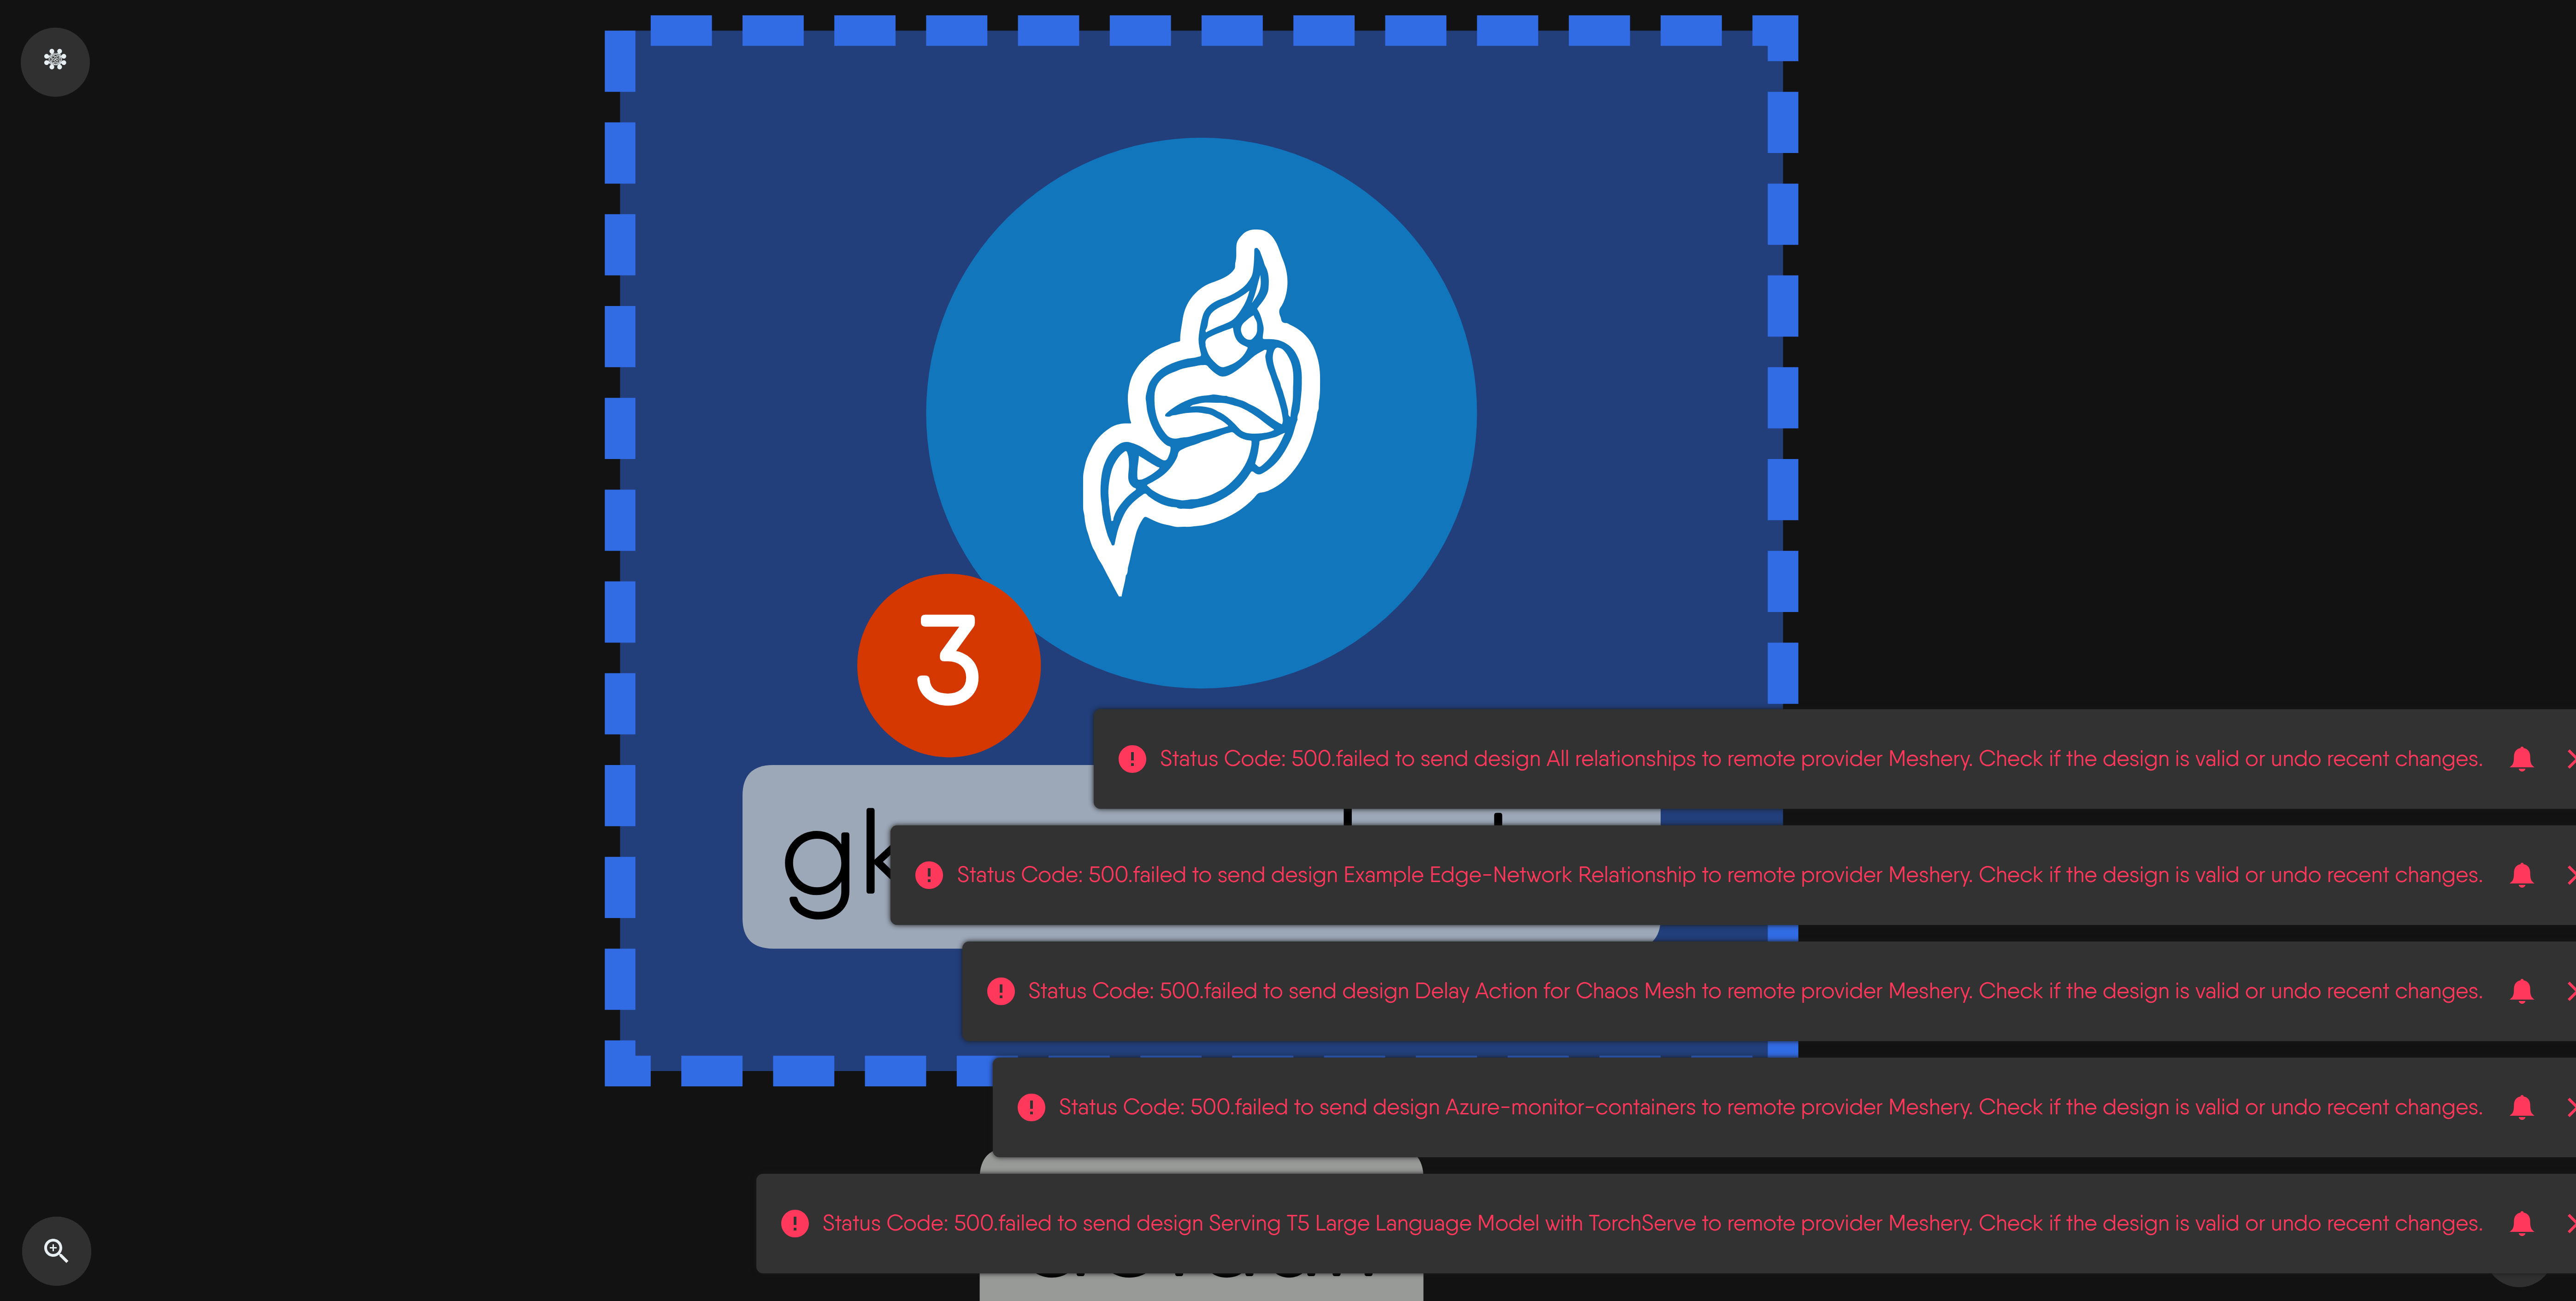 3
Status Code: 500.failed to send design All relationships to remote provider Meshery. Check if the design is valid or undo recent changes.
gk
Status Code: 500.failed to send design Example Edge-Network Relationship to remote provider Meshery. Check if the design is valid or undo recent changes.
Status Code: 500.failed to send design Delay Action for Chaos Mesh to remote provider Meshery. Check if the design is valid or undo recent changes.
Status Code: 500.failed to send design Azure-monitor-containers to remote provider Meshery. Check if the design is valid or undo recent changes.
Status Code: 500.failed to send design Serving T5 Large Language Model with TorchServe to remote provider Meshery. Check if the design is valid or undo recent changes.